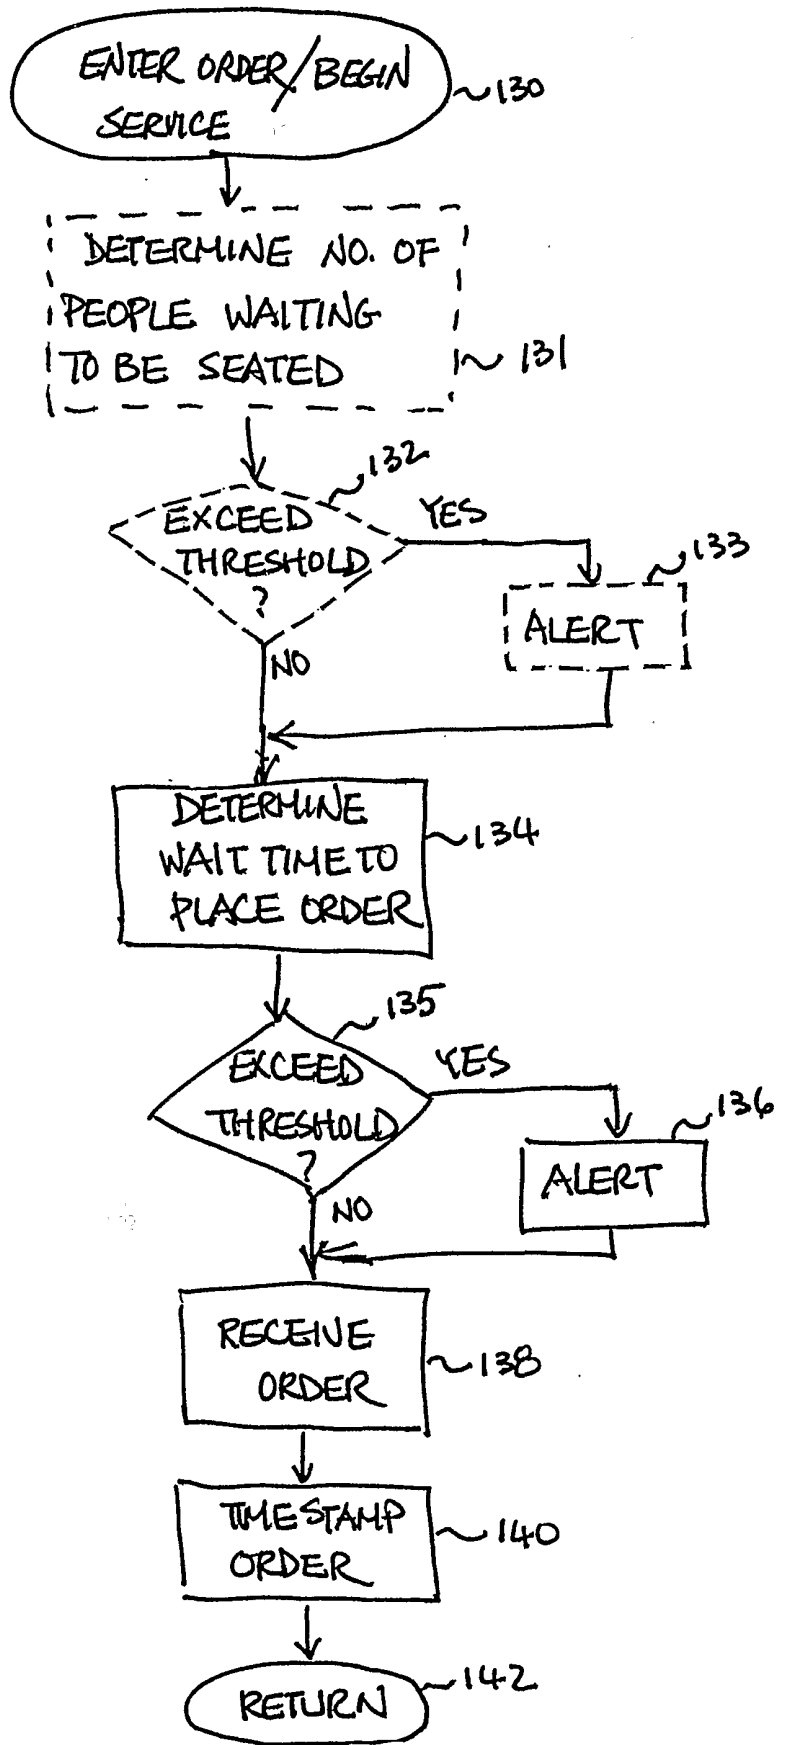 ENTER ORDER/BEGIN
SERVICE
130
DETERMINE NO. OF
PEOPLE WAITING
TO BE SEATED
131
132
EXCEED
THRESHOLD
?
YES
NO
133
ALERT
DETERMINE
WAIT TIME TO
PLACE ORDER
134
135
EXCEED
THRESHOLD
?
YES
NO
136
ALERT
RECEIVE
ORDER
138
TIMESTAMP
ORDER
140
RETURN
142